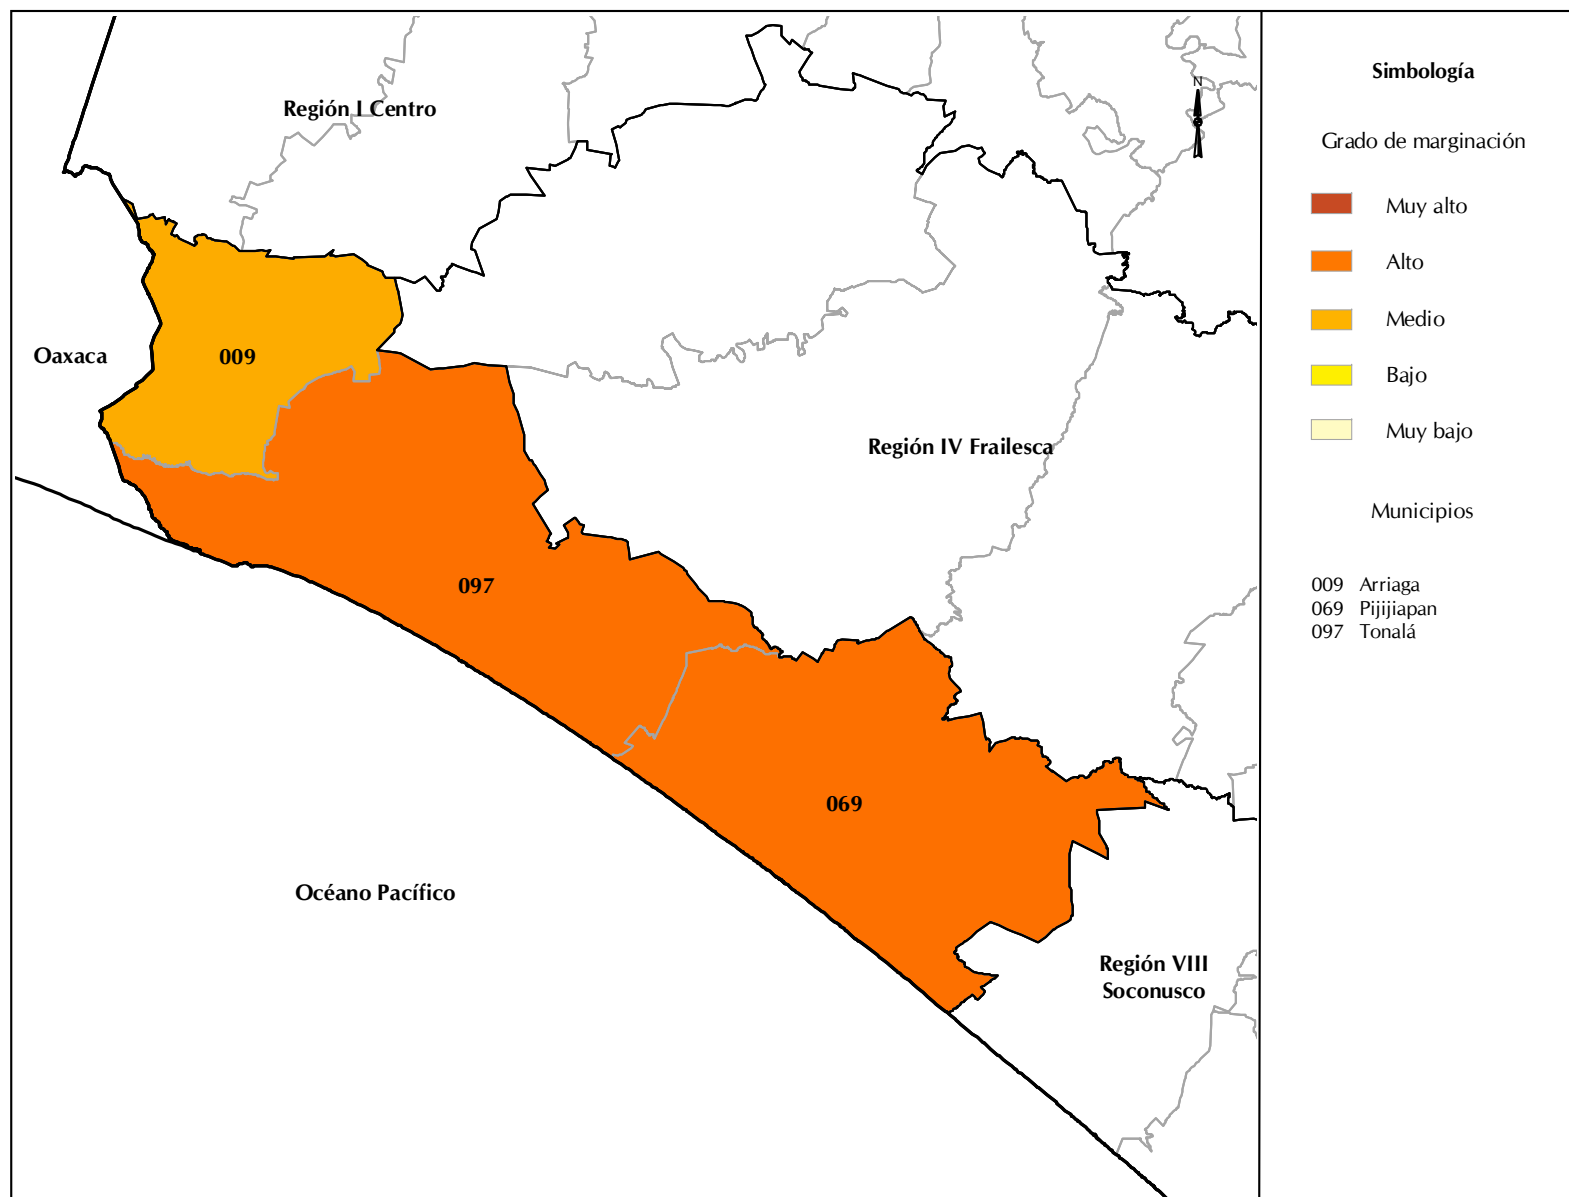 Región I Centro
Oaxaca
009
Región IV Frailesca
097
069
Océano Pacífico
Región VIII
Soconusco
N
Simbología
Grado de marginación
Muy alto
Alto
Medio
Bajo
Muy bajo
Municipios
009 Arriaga
069 Pijijiapan
097 Tonalá